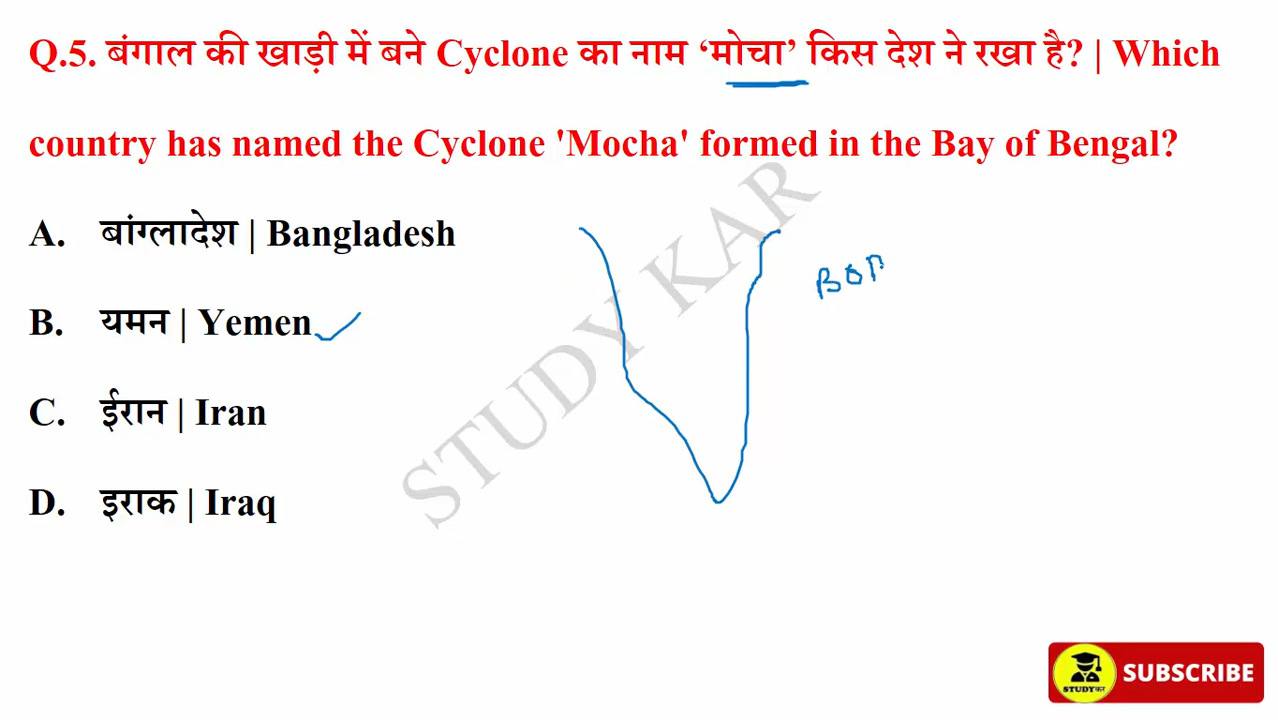 Q.5. बंगाल की खाड़ी में बने Cyclone का नाम ‘मोचा’ किस देश ने रखा है? | Which
country has named the Cyclone 'Mocha' formed in the Bay of Bengal?
A. बांग्लादेश | Bangladesh
B. यमन | Yemen
C. ईरान | Iran
D. इराक | Iraq
STUDY KAR
STUDYकर
SUBSCRIBE